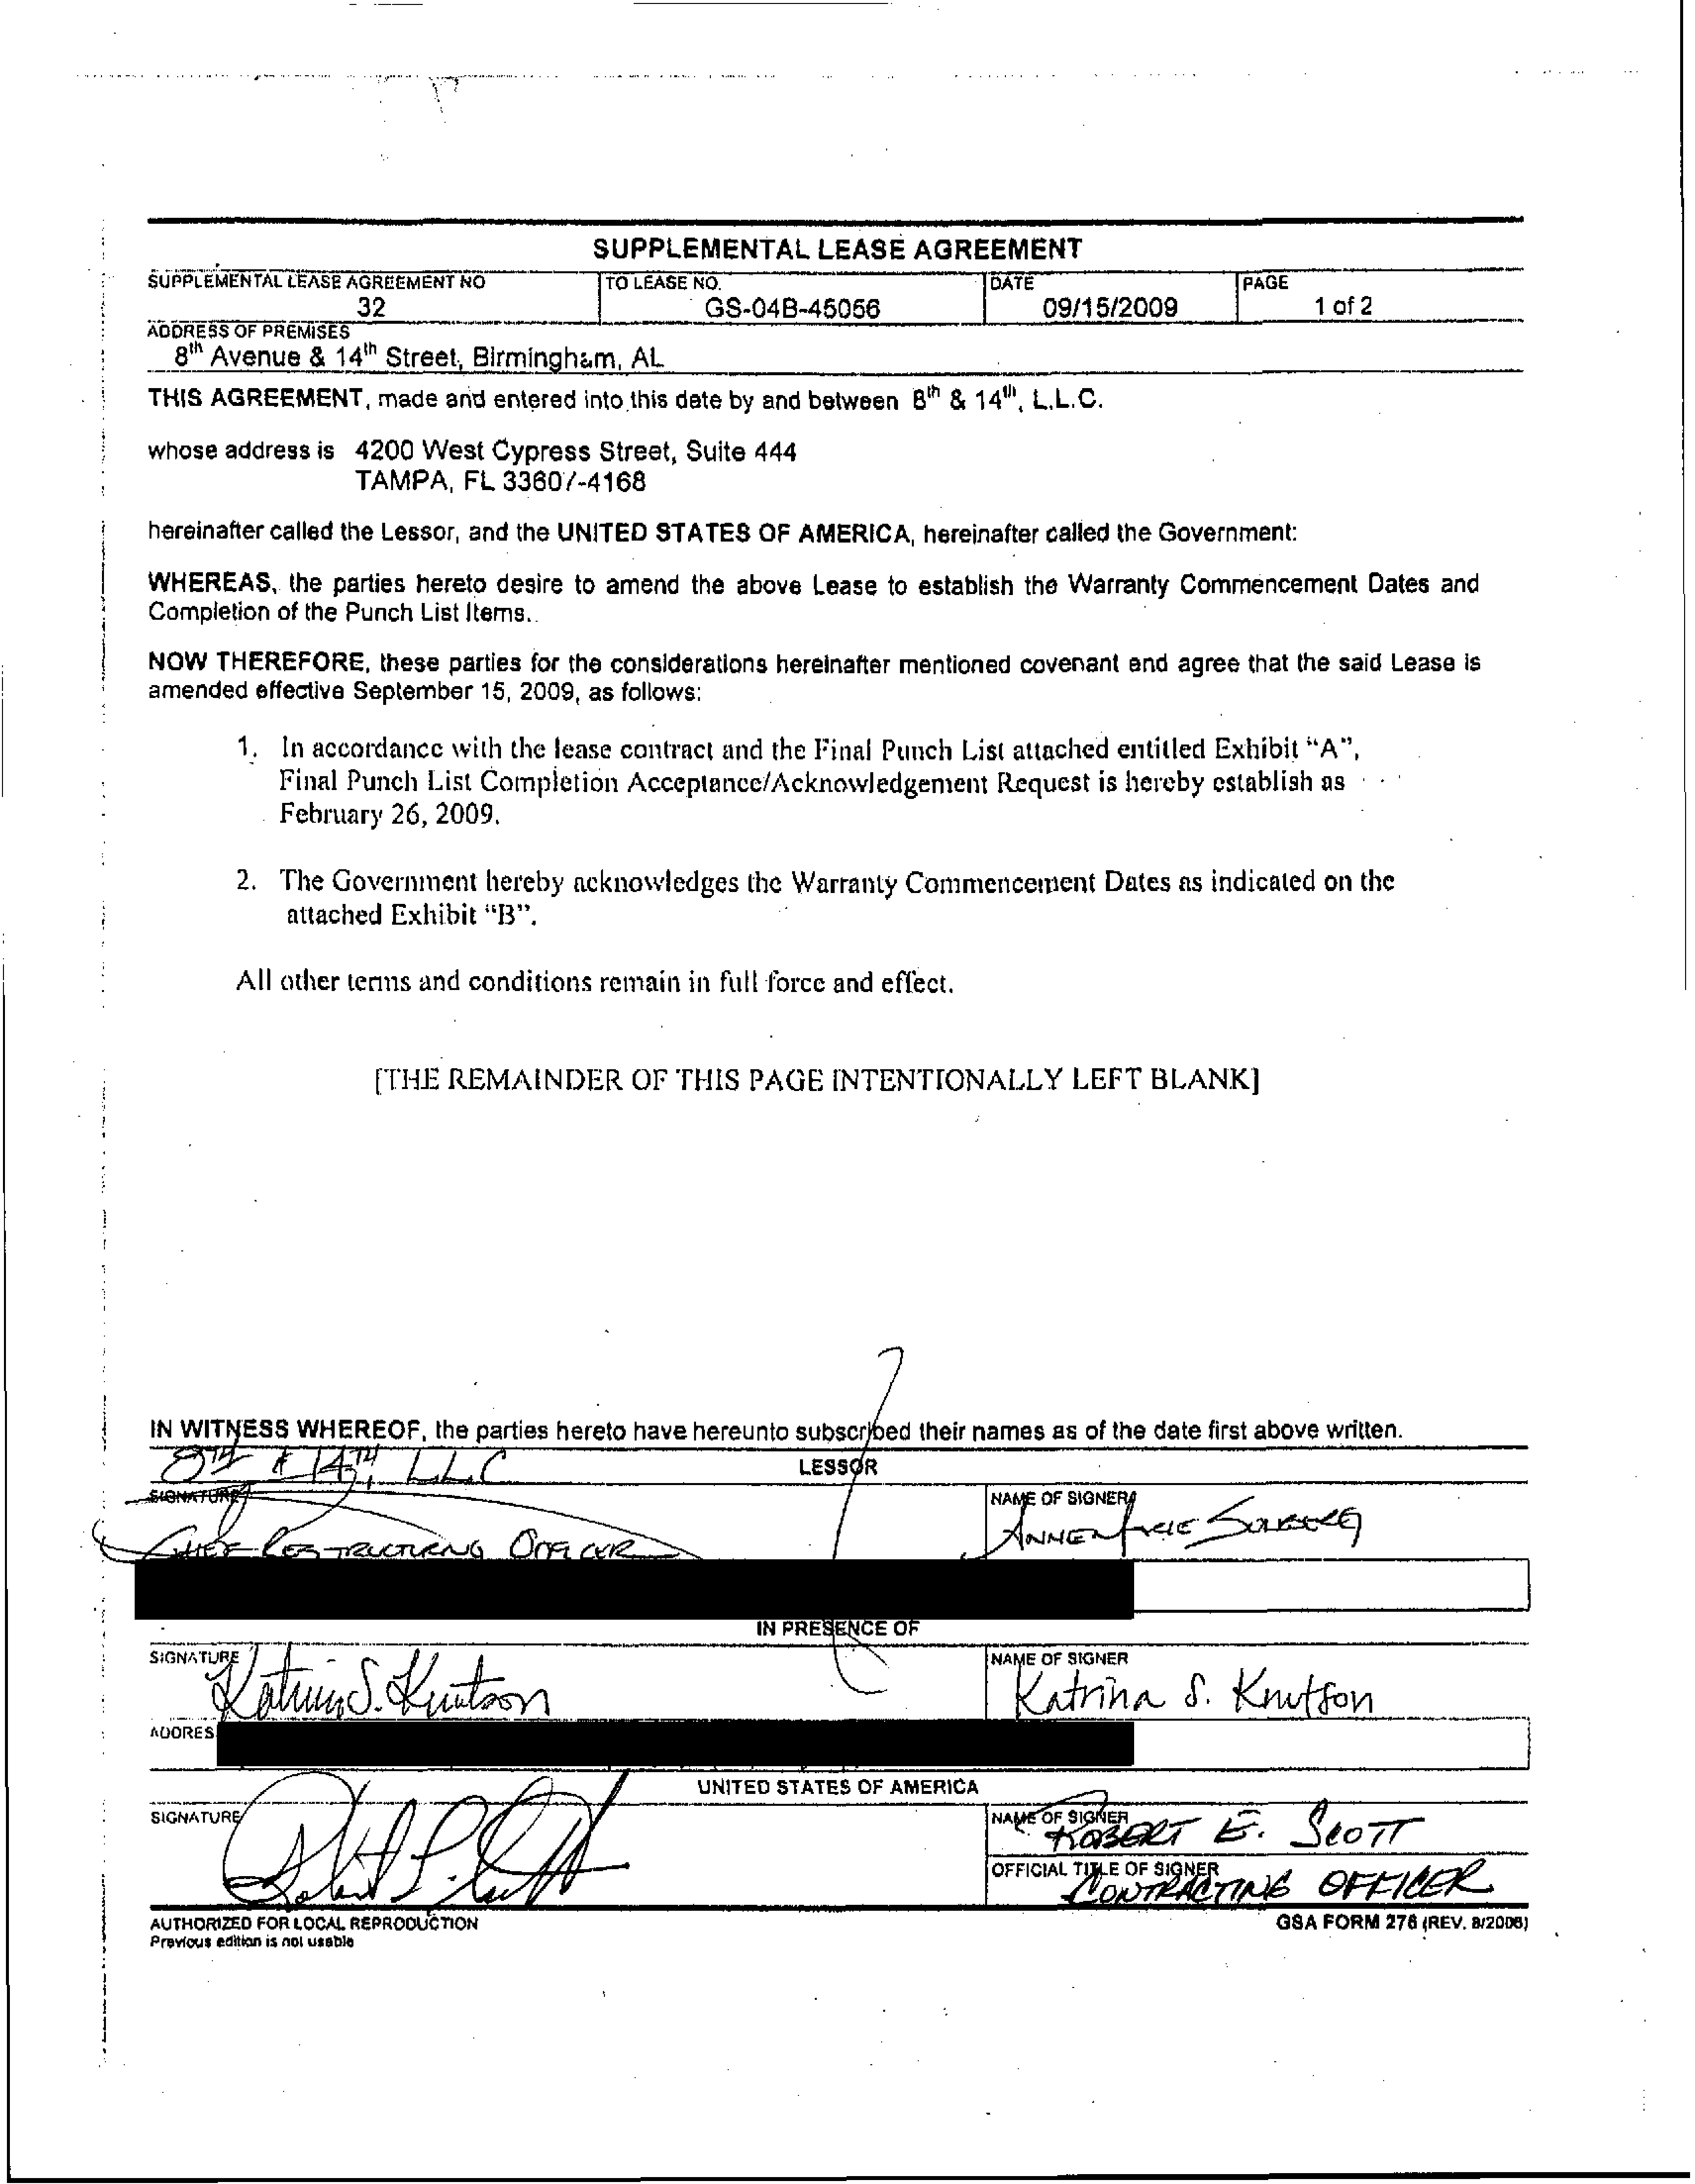 SUPPLEMENTAL LEASE AGREEMENT
SUPPLEMENTAL LEASE AGREEMENT NO
TO LEASE NO.
DATE
PAGE
32
GS-04B-45056
09/15/2009
1 of 2
ADDRESS OF PREMISES
8th Avenue & 14th Street, Birmingham, AL
THIS AGREEMENT, made and entered into this date by and between 8th & 14th, L.L.C.
whose address is 4200 West Cypress Street, Suite 444
TAMPA, FL 33607-4168
hereinafter called the Lessor, and the UNITED STATES OF AMERICA, hereinafter called the Government:
WHEREAS, the parties hereto desire to amend the above Lease to establish the Warranty Commencement Dates and
Completion of the Punch List Items..
NOW THEREFORE, these parties for the considerations hereinafter mentioned covenant and agree that the said Lease is
amended effective September 15, 2009, as follows:
1. In accordance with the lease contract and the Final Punch List attached entitled Exhibit "A",
Final Punch List Completion Acceptance/Acknowledgement Request is hereby establish as
February 26, 2009.
2. The Government hereby acknowledges the Warranty Commencement Dates as indicated on the
attached Exhibit "B".
All other terms and conditions remain in full force and effect.
[THE REMAINDER OF THIS PAGE INTENTIONALLY LEFT BLANK]
IN WITNESS WHEREOF, the parties hereto have hereunto subscribed their names as of the date first above written.
8TH & 14TH, LLC
LESSOR
SIGNATURE
NAME OF SIGNER
CHIEF RESTRUCTURING OFFICER
IN PRESENCE OF
SIGNATURE
NAME OF SIGNER
Katrina S. Knutson
Katrina S. Knutson
ADDRES
UNITED STATES OF AMERICA
SIGNATURE
NAME OF SIGNER
ROBERT E. SCOTT
OFFICIAL TITLE OF SIGNER
CONTRACTING OFFICER
AUTHORIZED FOR LOCAL REPRODUCTION
Previous edition is not usable
GSA FORM 276 (REV. 8/2006)